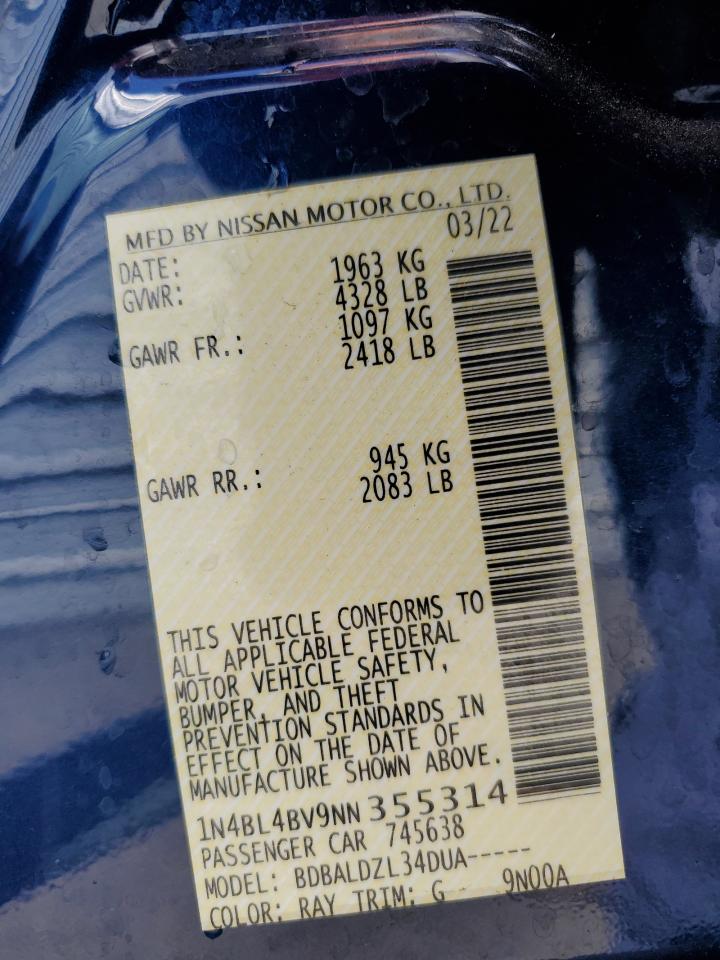 MFD BY NISSAN MOTOR CO., LTD.
DATE: 03/22
GVWR: 1963 KG
4328 LB
GAWR FR.: 1097 KG
2418 LB
GAWR RR.: 945 KG
2083 LB
THIS VEHICLE CONFORMS TO
ALL APPLICABLE FEDERAL
MOTOR VEHICLE SAFETY,
BUMPER, AND THEFT
PREVENTION STANDARDS IN
EFFECT ON THE DATE OF
MANUFACTURE SHOWN ABOVE.
1N4BL4BV9NN355314
PASSENGER CAR 745638
MODEL: BDBALDZL34DUA-----
COLOR: RAY TRIM: G 9N00A